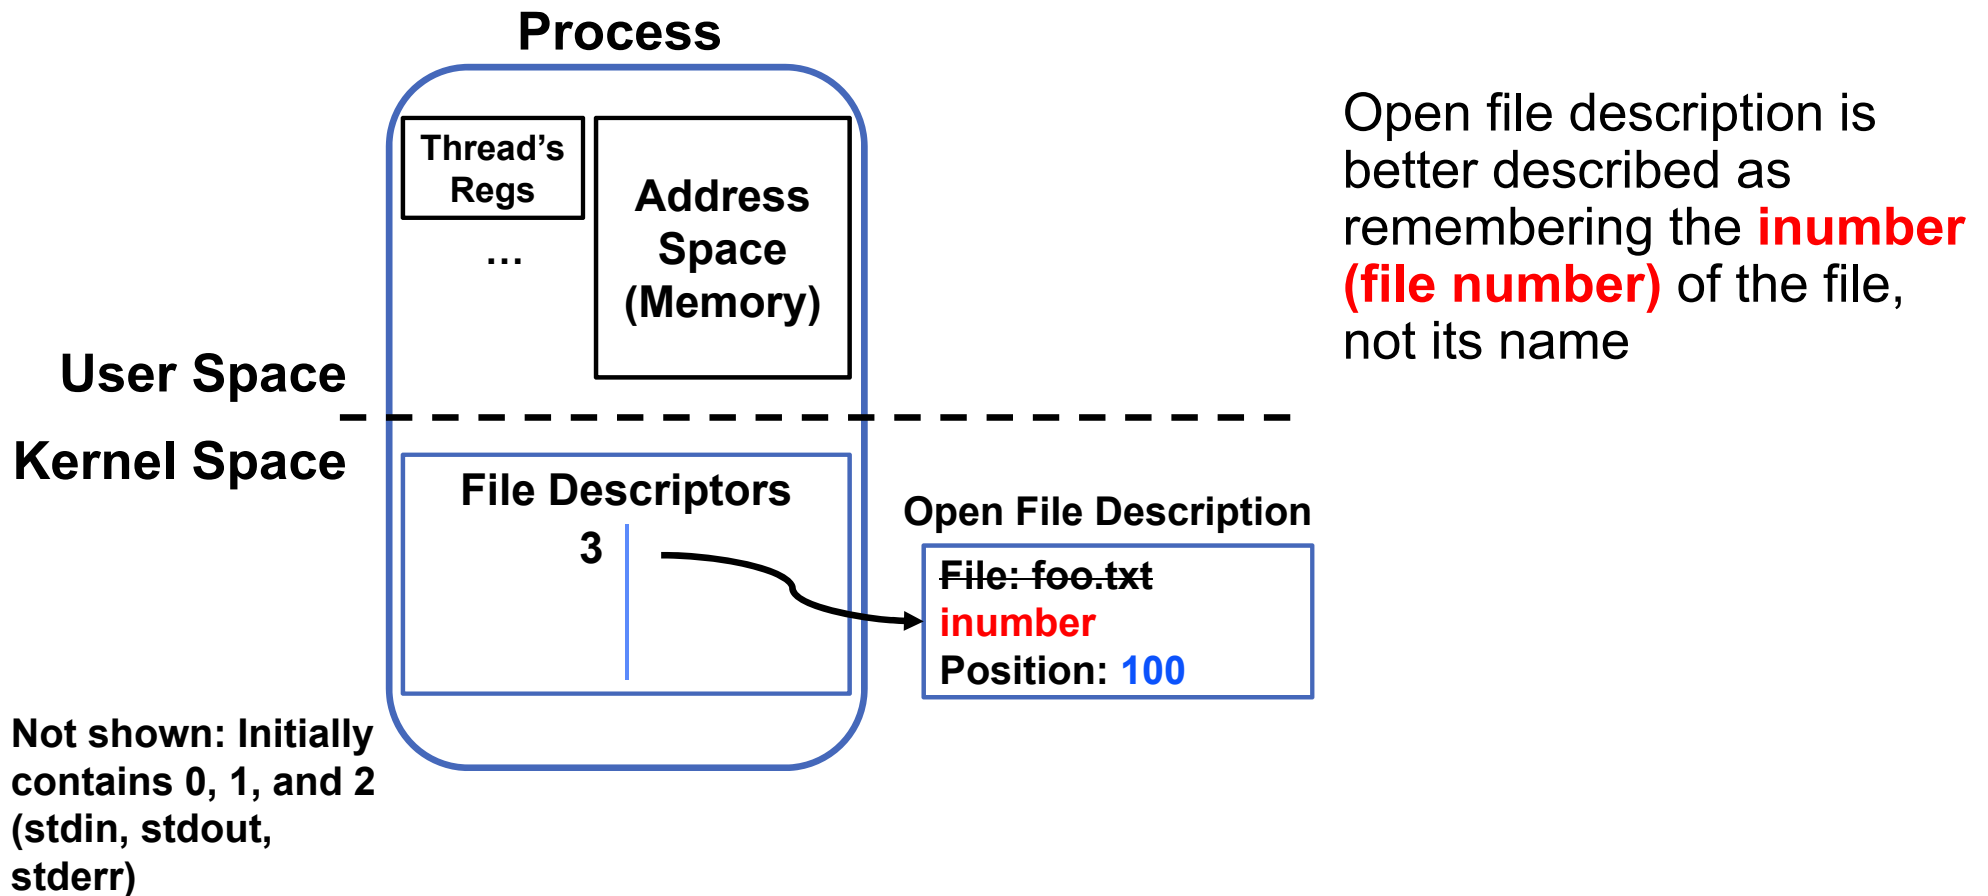 Process
Thread’s
Regs
…
Address
Space
(Memory)
User Space
Kernel Space
File Descriptors
3
Open File Description
File: foo.txt
inumber
Position: 100
Not shown: Initially
contains 0, 1, and 2
(stdin, stdout,
stderr)
Open file description is
better described as
remembering the inumber
(file number) of the file,
not its name